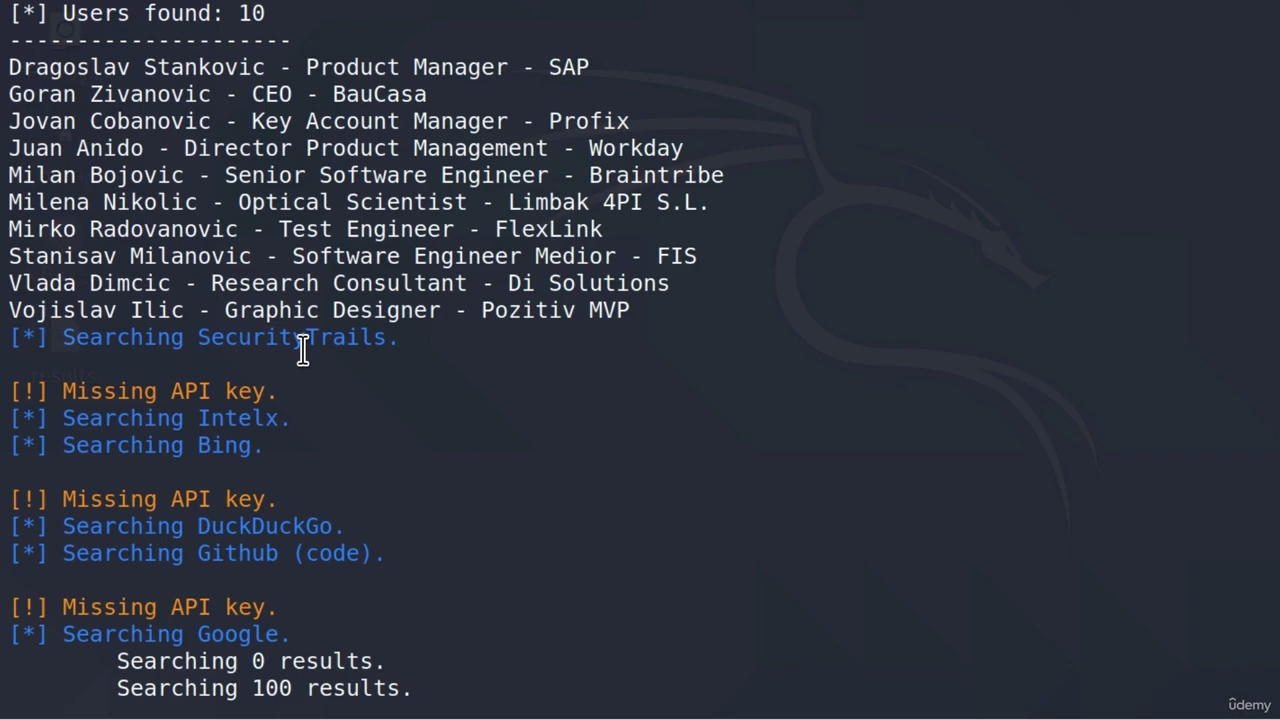 [*] Users found: 10
---------------------
Dragoslav Stankovic - Product Manager - SAP
Goran Zivanovic - CEO - BauCasa
Jovan Cobanovic - Key Account Manager - Profix
Juan Anido - Director Product Management - Workday
Milan Bojovic - Senior Software Engineer - Braintribe
Milena Nikolic - Optical Scientist - Limbak 4PI S.L.
Mirko Radovanovic - Test Engineer - FlexLink
Stanisav Milanovic - Software Engineer Medior - FIS
Vlada Dimcic - Research Consultant - Di Solutions
Vojislav Ilic - Graphic Designer - Pozitiv MVP
[*] Searching SecurityTrails.
results
[!] Missing API key.
[*] Searching Intelx.
[*] Searching Bing.
[!] Missing API key.
[*] Searching DuckDuckGo.
[*] Searching Github (code).
[!] Missing API key.
[*] Searching Google.
Searching 0 results.
Searching 100 results.
ûdemy